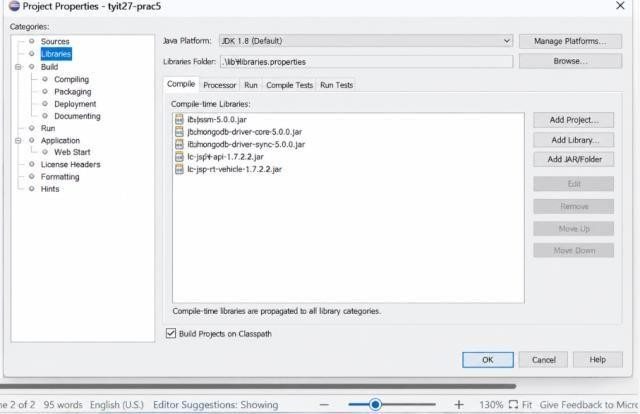 Project Properties - tyit27-prac5
Categories:
Sources
Libraries
Build
Compiling
Packaging
Deployment
Documenting
Run
Application
Web Start
License Headers
Formatting
Hints
Java Platform: JDK 1.8 (Default) Manage Platforms...
Libraries Folder: .\lib¥libraries.properties Browse...
Compile Processor Run Compile Tests Run Tests
Compile-time Libraries:
-5.0.0.jar
mongodb-driver-core-5.0.0.jar
mongodb-driver-sync-5.0.0.jar
-api-1.7.2.2.jar
lc-jsp-rt-vehicle-1.7.2.2.jar
Add Project...
Add Library...
Add JAR/Folder
Edit
Remove
Move Up
Move Down
Compile-time libraries are propagated to all library categories.
Build Projects on Classpath
OK Cancel Help
ne 2 of 2 95 words English (U.S.) Editor Suggestions: Showing 130% Fit Give Feedback to Micr